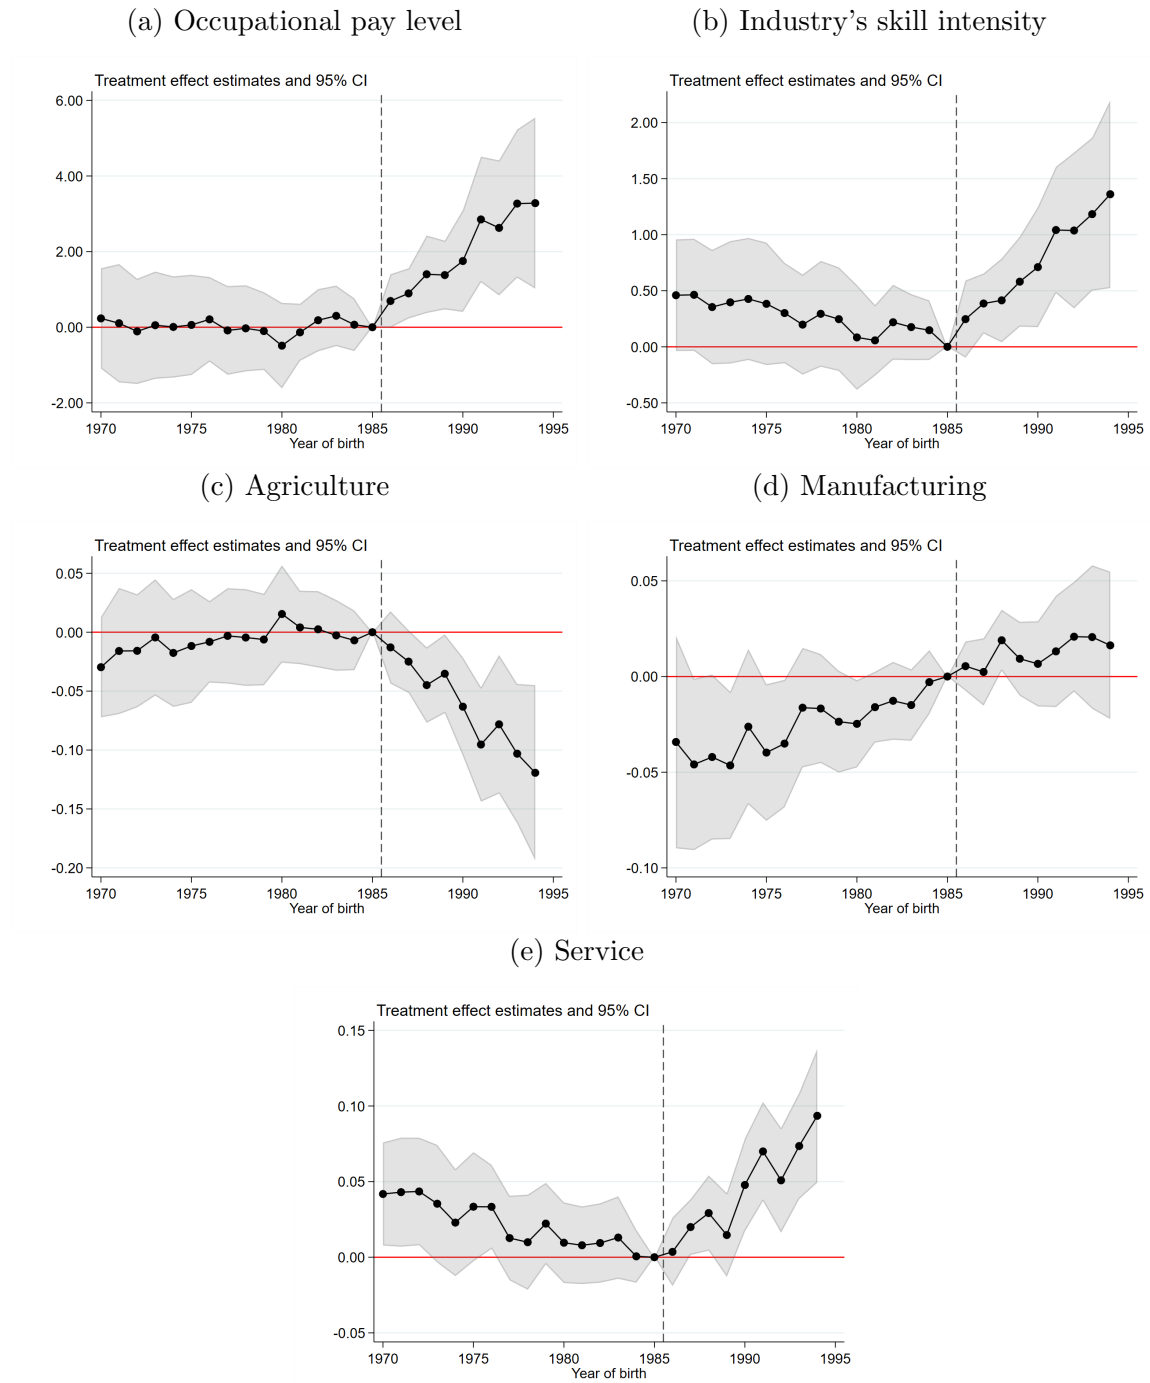 (a) Occupational pay level
Treatment effect estimates and 95% CI
6.00
4.00
2.00
0.00
-2.00
1970 1975 1980 1985 1990 1995
Year of birth
(b) Industry's skill intensity
Treatment effect estimates and 95% CI
2.00
1.50
1.00
0.50
0.00
-0.50
1970 1975 1980 1985 1990 1995
Year of birth
(c) Agriculture
Treatment effect estimates and 95% CI
0.05
0.00
-0.05
-0.10
-0.15
-0.20
1970 1975 1980 1985 1990 1995
Year of birth
(d) Manufacturing
Treatment effect estimates and 95% CI
0.05
0.00
-0.05
-0.10
1970 1975 1980 1985 1990 1995
Year of birth
(e) Service
Treatment effect estimates and 95% CI
0.15
0.10
0.05
0.00
-0.05
1970 1975 1980 1985 1990 1995
Year of birth